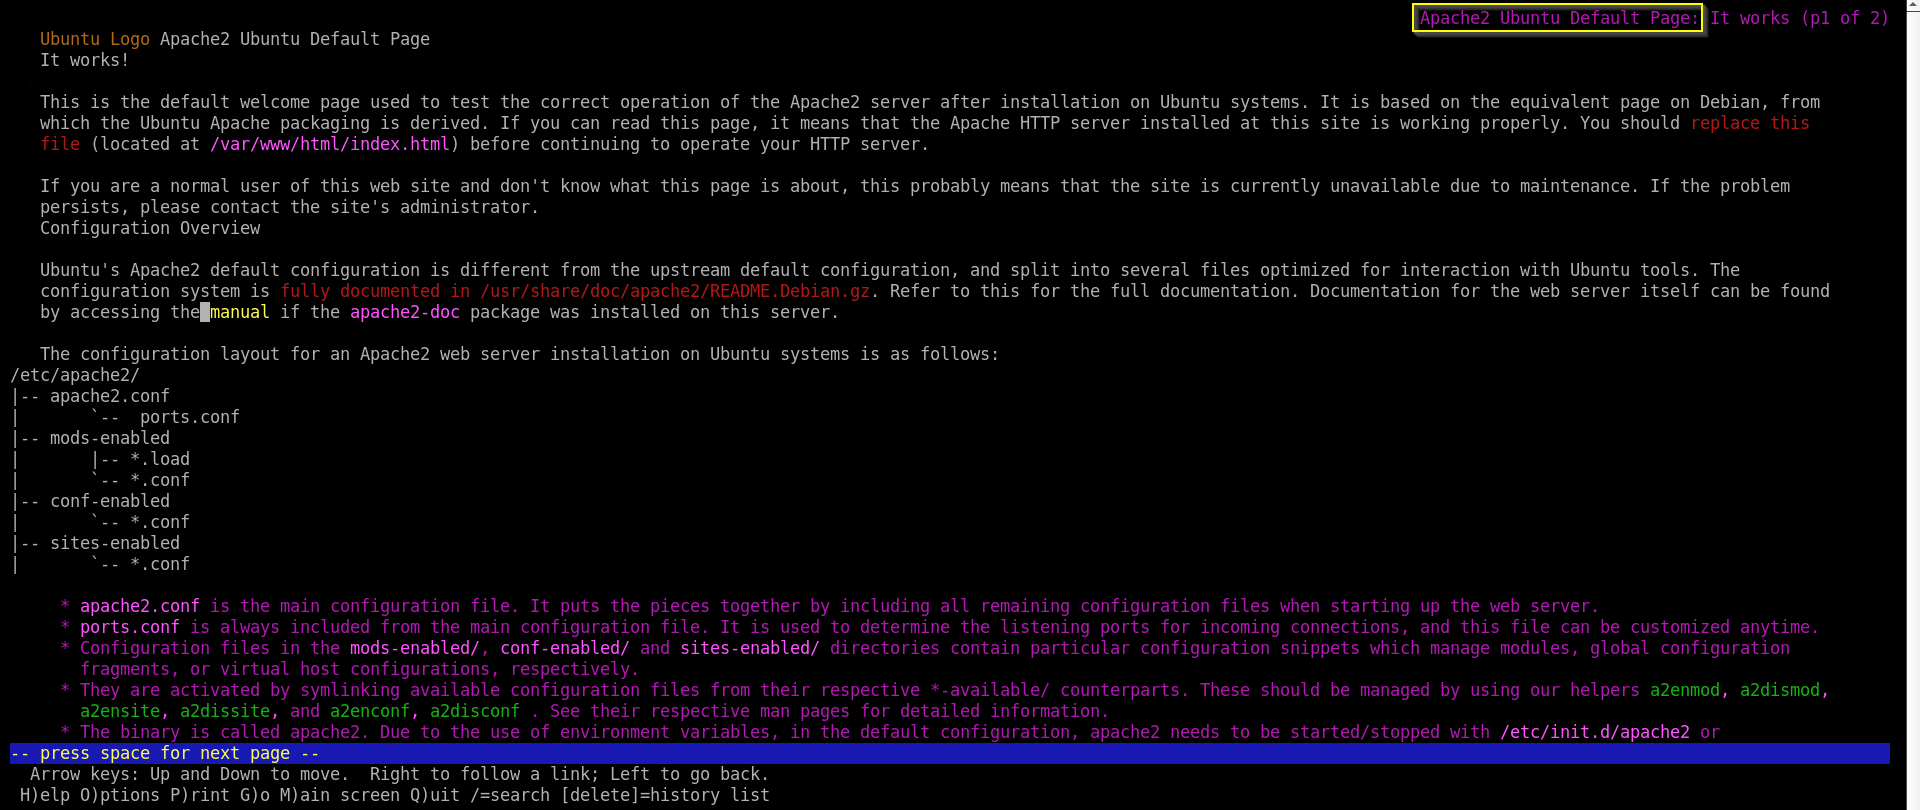 Apache2 Ubuntu Default Page: It works (p1 of 2)
Ubuntu Logo Apache2 Ubuntu Default Page
It works!
This is the default welcome page used to test the correct operation of the Apache2 server after installation on Ubuntu systems. It is based on the equivalent page on Debian, from
which the Ubuntu Apache packaging is derived. If you can read this page, it means that the Apache HTTP server installed at this site is working properly. You should replace this
file (located at /var/www/html/index.html) before continuing to operate your HTTP server.
If you are a normal user of this web site and don't know what this page is about, this probably means that the site is currently unavailable due to maintenance. If the problem
persists, please contact the site's administrator.
Configuration Overview
Ubuntu's Apache2 default configuration is different from the upstream default configuration, and split into several files optimized for interaction with Ubuntu tools. The
configuration system is fully documented in /usr/share/doc/apache2/README.Debian.gz. Refer to this for the full documentation. Documentation for the web server itself can be found
by accessing the manual if the apache2-doc package was installed on this server.
The configuration layout for an Apache2 web server installation on Ubuntu systems is as follows:
/etc/apache2/
|-- apache2.conf
|       `--  ports.conf
|-- mods-enabled
|       |-- *.load
|       `-- *.conf
|-- conf-enabled
|       `-- *.conf
|-- sites-enabled
|       `-- *.conf
* apache2.conf is the main configuration file. It puts the pieces together by including all remaining configuration files when starting up the web server.
* ports.conf is always included from the main configuration file. It is used to determine the listening ports for incoming connections, and this file can be customized anytime.
* Configuration files in the mods-enabled/, conf-enabled/ and sites-enabled/ directories contain particular configuration snippets which manage modules, global configuration
fragments, or virtual host configurations, respectively.
* They are activated by symlinking available configuration files from their respective *-available/ counterparts. These should be managed by using our helpers a2enmod, a2dismod,
a2ensite, a2dissite, and a2enconf, a2disconf . See their respective man pages for detailed information.
* The binary is called apache2. Due to the use of environment variables, in the default configuration, apache2 needs to be started/stopped with /etc/init.d/apache2 or
-- press space for next page --
Arrow keys: Up and Down to move.  Right to follow a link; Left to go back.
H)elp O)ptions P)rint G)o M)ain screen Q)uit /=search [delete]=history list